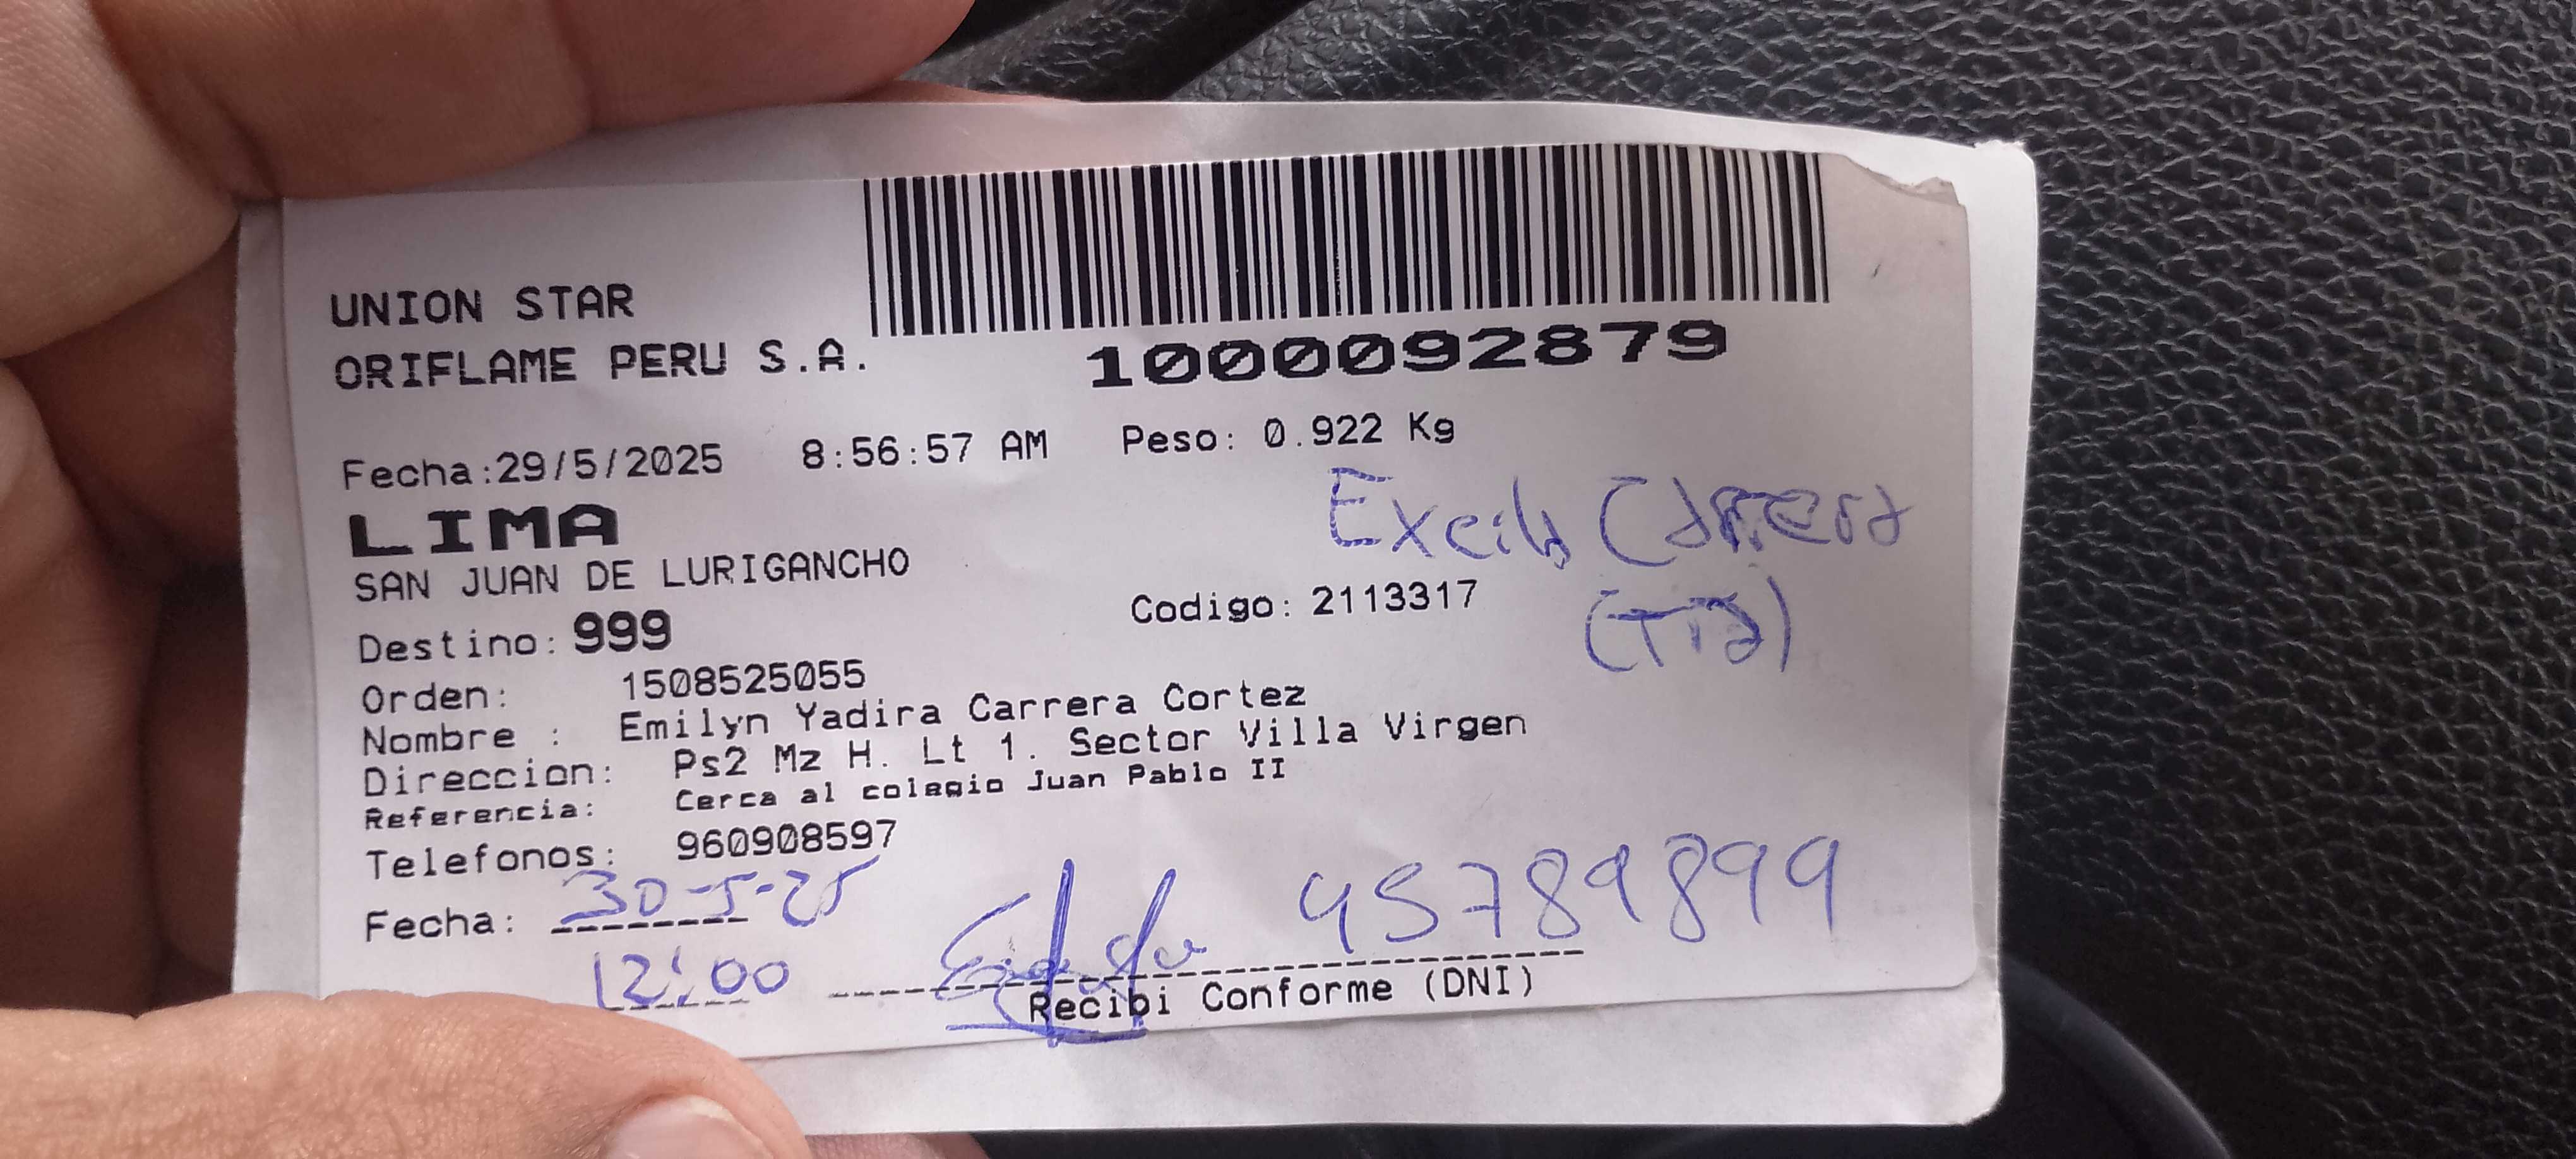 UNION STAR
ORIFLAME PERU S.A.
1000092879
Fecha:29/5/2025 8:56:57 AM Peso: 0.922 Kg
LIMA
SAN JUAN DE LURIGANCHO
Carrera
Destino: 999 Codigo: 2113317
(Tia)
Orden: 1508525055
Nombre : Emilyn Yadira Carrera Cortez
Direccion: Ps2 Mz H. Lt 1. Sector Villa Virgen
Referencia: Cerca al colegio Juan Pablo II
Telefonos: 960908597
Fecha: 30-5-25
12:00 45789899
Recibi Conforme (DNI)